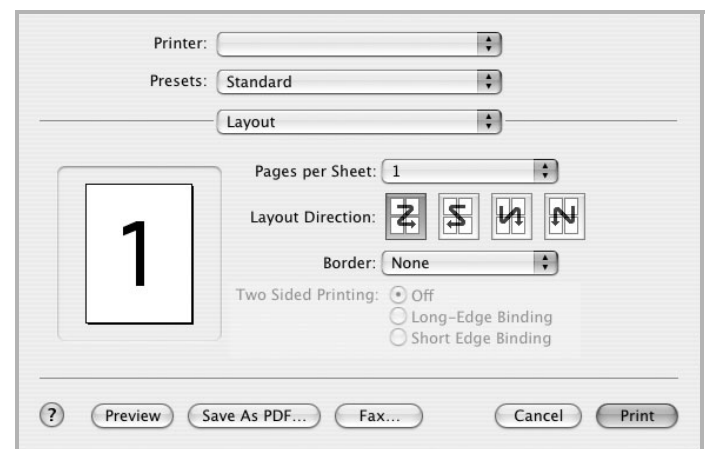 Printer:
Presets: Standard
Layout
Pages per Sheet: 1
Layout Direction:
1
Border: None
Two Sided Printing: Off
Long-Edge Binding
Short Edge Binding
? Preview Save As PDF... Fax... Cancel Print